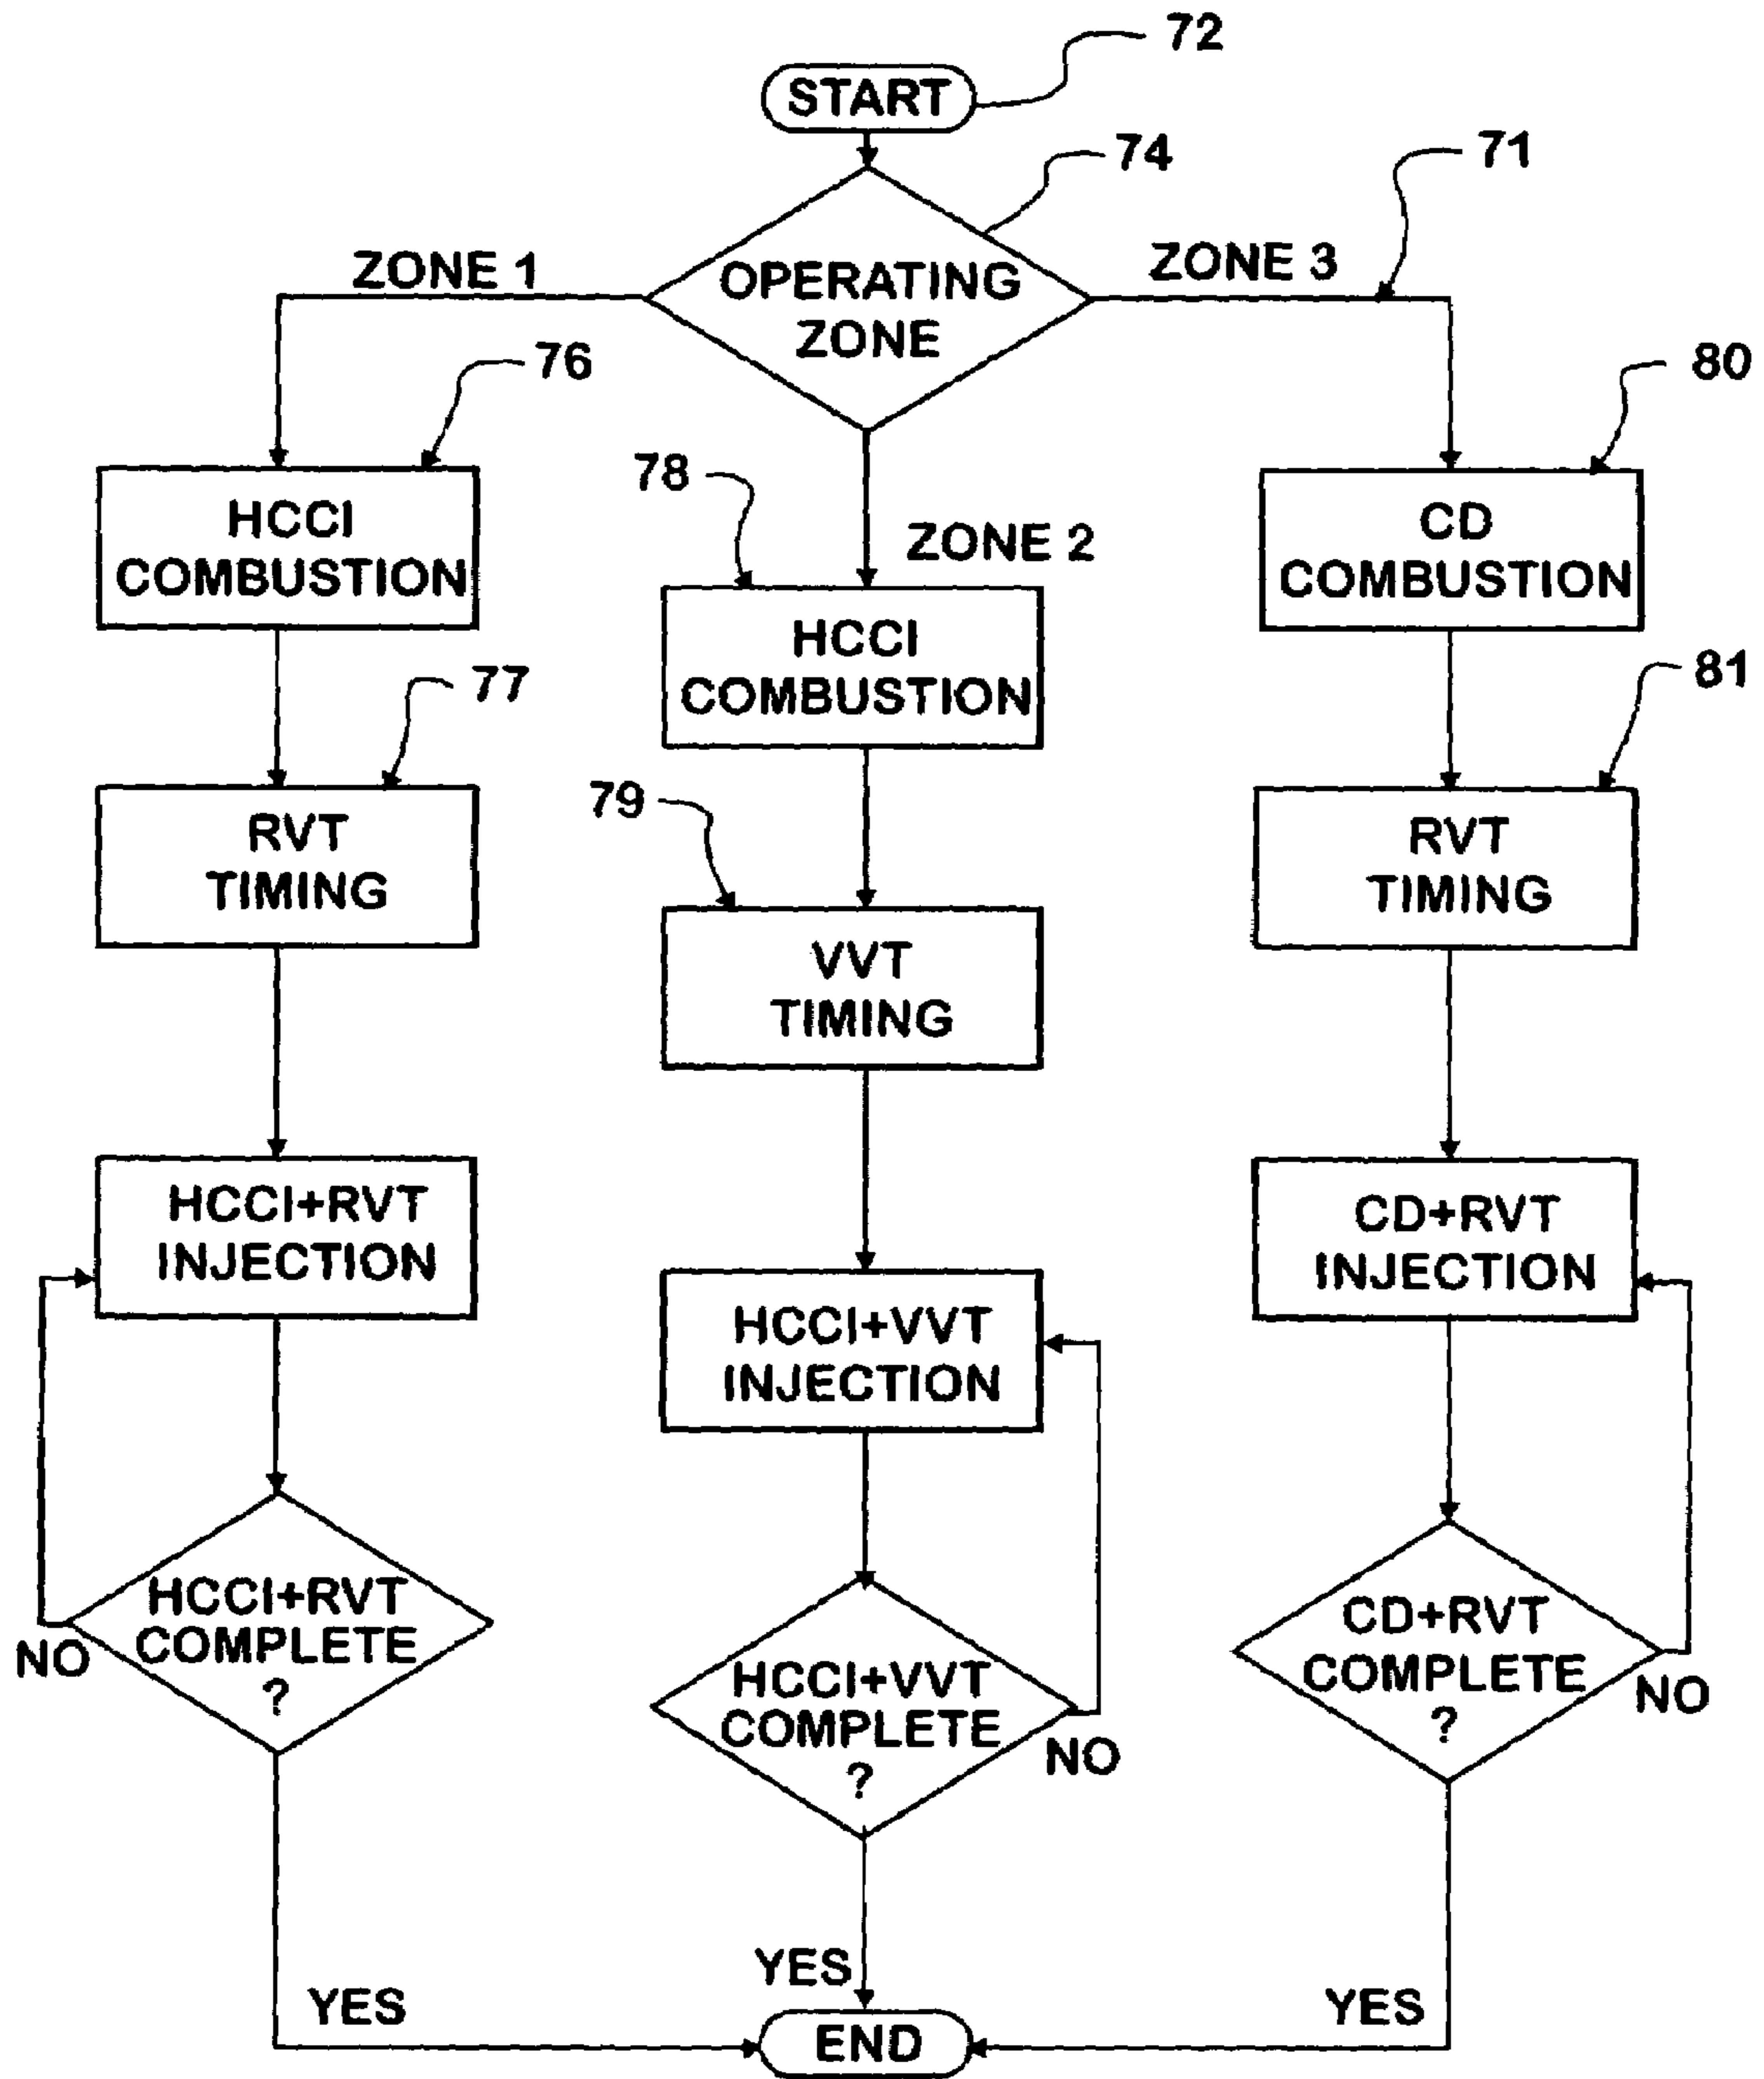 72
START
74
71
ZONE 1
ZONE 3
OPERATING
ZONE
76
80
78
HCCI
COMBUSTION
ZONE 2
CD
COMBUSTION
HCCI
COMBUSTION
77
81
79
RVT
TIMING
RVT
TIMING
VVT
TIMING
HCCI+RVT
INJECTION
CD+RVT
INJECTION
HCCI+VVT
INJECTION
HCCI+RVT
COMPLETE
?
NO
CD+RVT
COMPLETE
?
NO
HCCI+VVT
COMPLETE
?
NO
YES
YES
YES
END